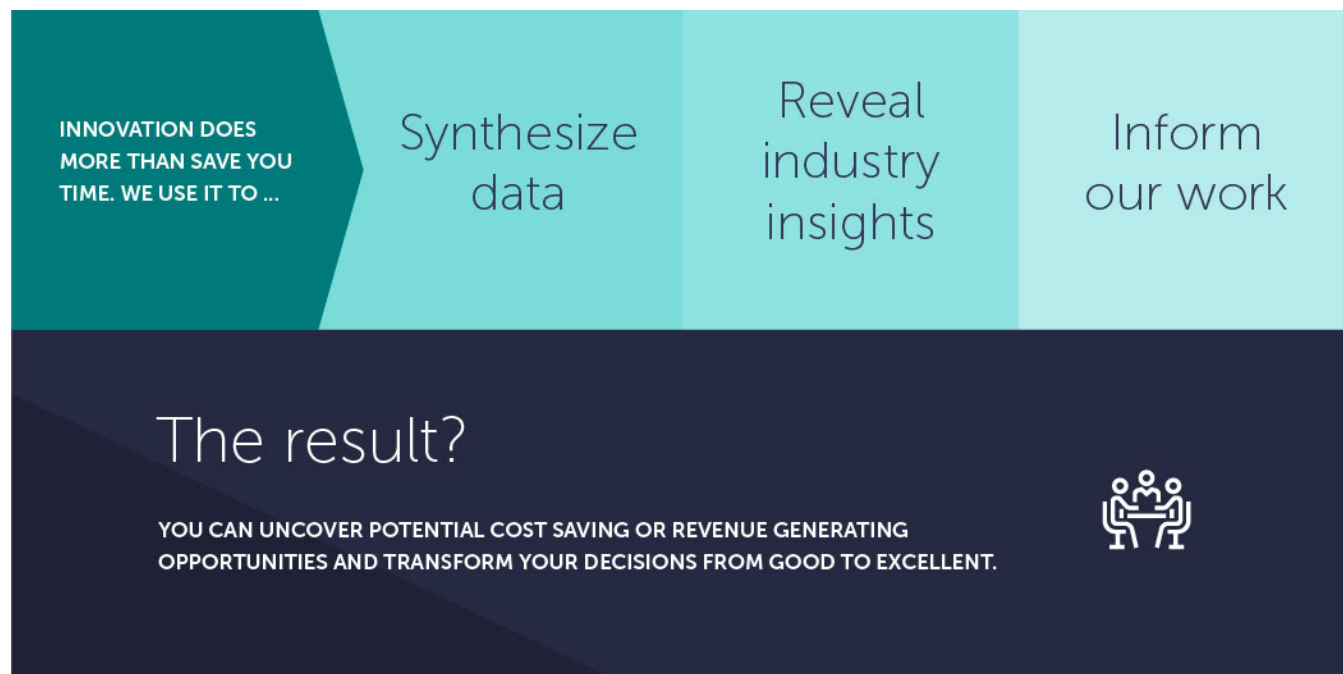 INNOVATION DOES
MORE THAN SAVE YOU
TIME. WE USE IT TO ...
Synthesize
data
Reveal
industry
insights
Inform
our work
The result?
YOU CAN UNCOVER POTENTIAL COST SAVING OR REVENUE GENERATING
OPPORTUNITIES AND TRANSFORM YOUR DECISIONS FROM GOOD TO EXCELLENT.